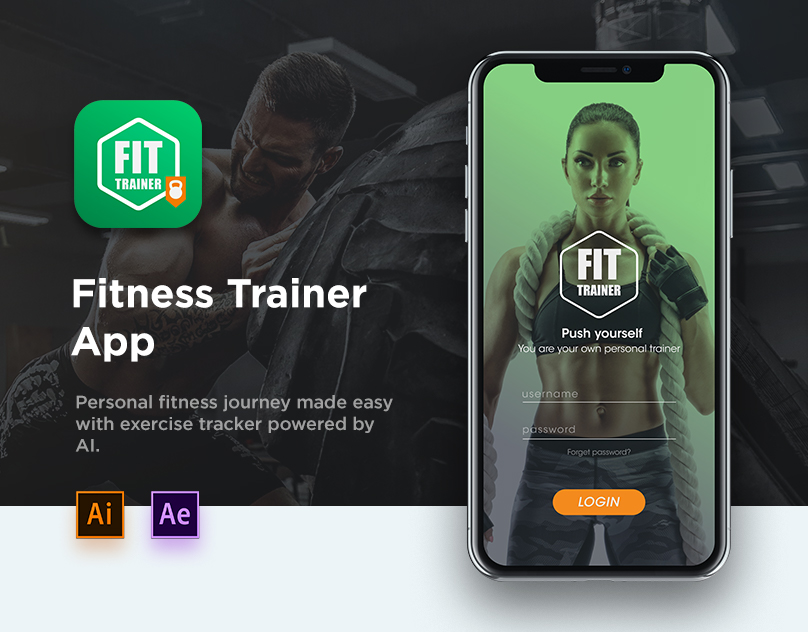 FIT
TRAINER
Fitness Trainer
App
Personal fitness journey made easy
with exercise tracker powered by
AI.
Ai
Ae
FIT
TRAINER
Push yourself
You are your own personal trainer
username
password
Forget password?
LOGIN